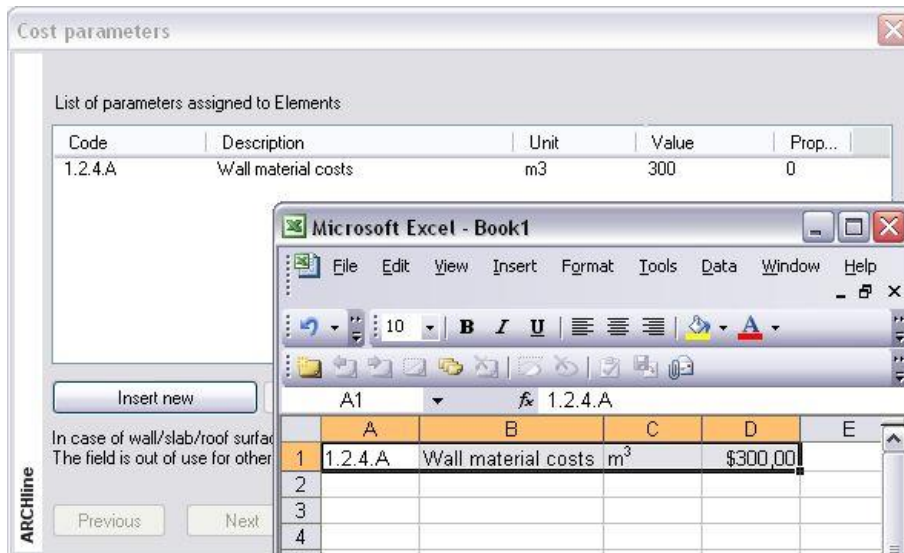 Cost parameters
List of parameters assigned to Elements
Code Description Unit Value Prop...
1.2.4.A Wall material costs m3 300 0
Microsoft Excel - Book1
File Edit View Insert Format Tools Data Window Help
10 B I U A
A1 fx 1.2.4.A
A B C D E
1 1.2.4.A Wall material costs m³ $300,00
2
3
4
Insert new
In case of wall/slab/roof surfac
The field is out of use for other
Previous Next
ARCHline